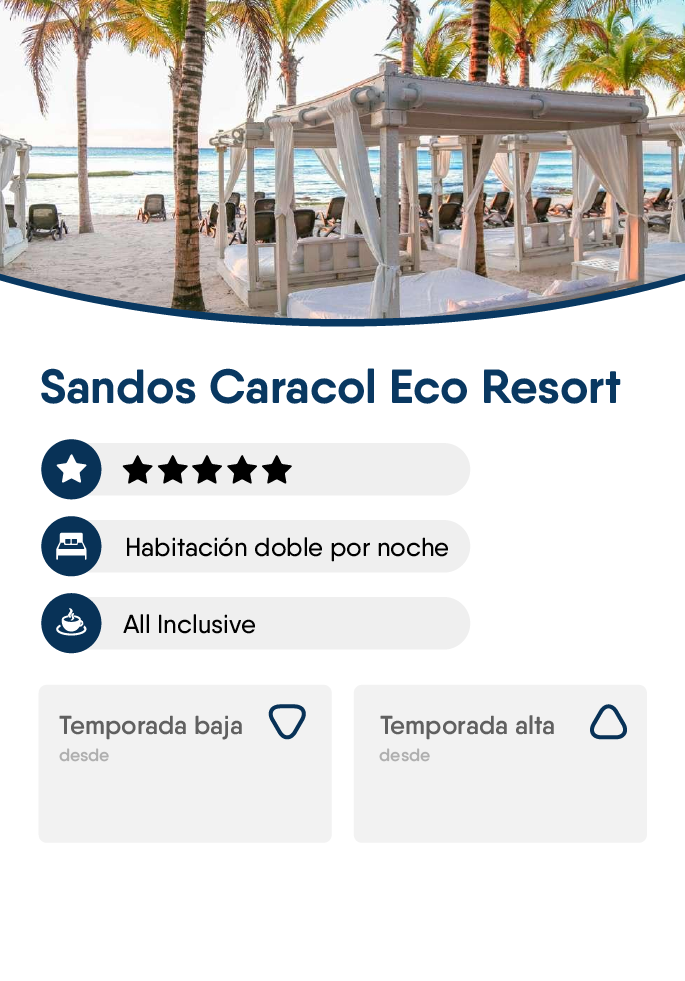 Sandos Caracol Eco Resort
Habitación doble por noche
All Inclusive
Temporada baja
desde
Temporada alta
desde